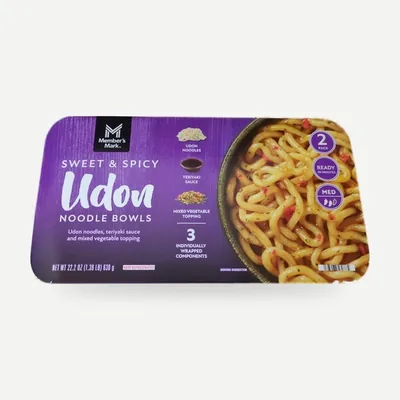 Member's
Mark™
SWEET & SPICY
Udon
NOODLE BOWLS
Udon noodles, teriyaki sauce
and mixed vegetable topping
NET WT 22.2 OZ (1.38 LB) 630 g
UDON
NOODLES
TERIYAKI
SAUCE
MIXED VEGETABLE
TOPPING
3
INDIVIDUALLY
WRAPPED
COMPONENTS
2
PACK
READY
MED